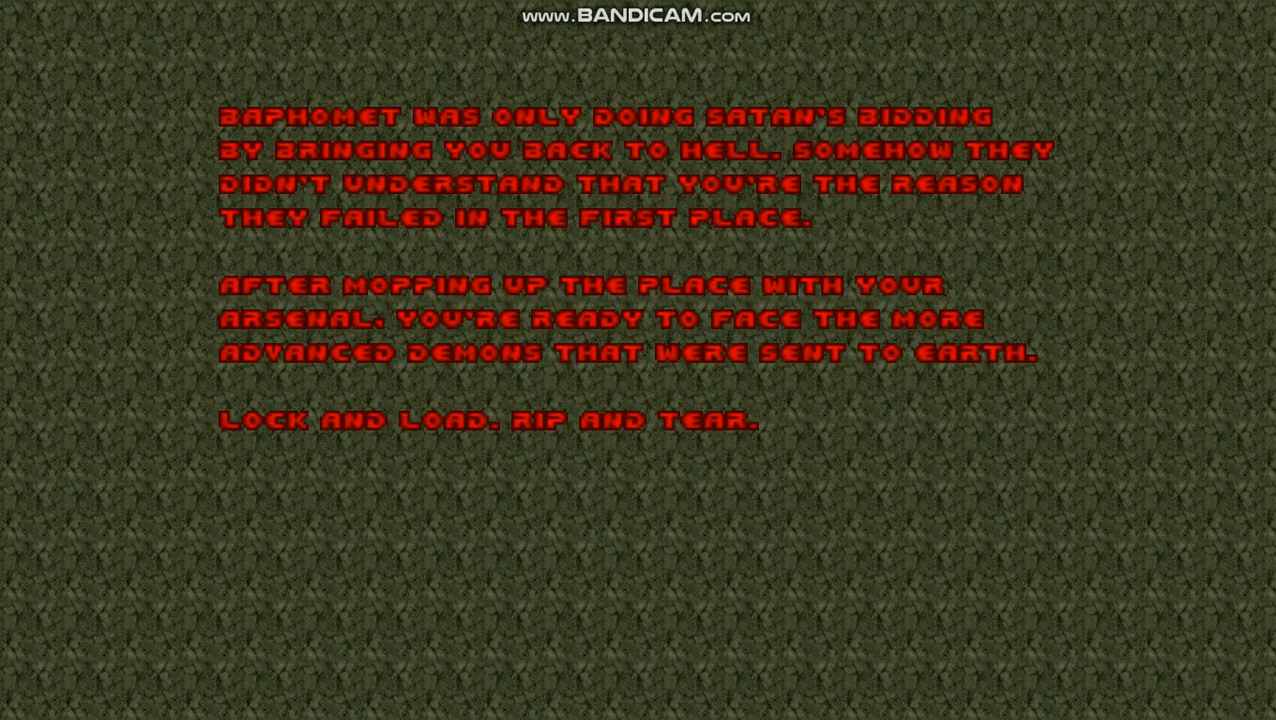 www.BANDICAM.com
BAPHOMET WAS ONLY DOING SATAN'S BIDDING
BY BRINGING YOU BACK TO HELL. SOMEHOW THEY
DIDN'T UNDERSTAND THAT YOU'RE THE REASON
THEY FAILED IN THE FIRST PLACE.
AFTER MOPPING UP THE PLACE WITH YOUR
ARSENAL, YOU'RE READY TO FACE THE MORE
ADVANCED DEMONS THAT WERE SENT TO EARTH.
LOCK AND LOAD. RIP AND TEAR.